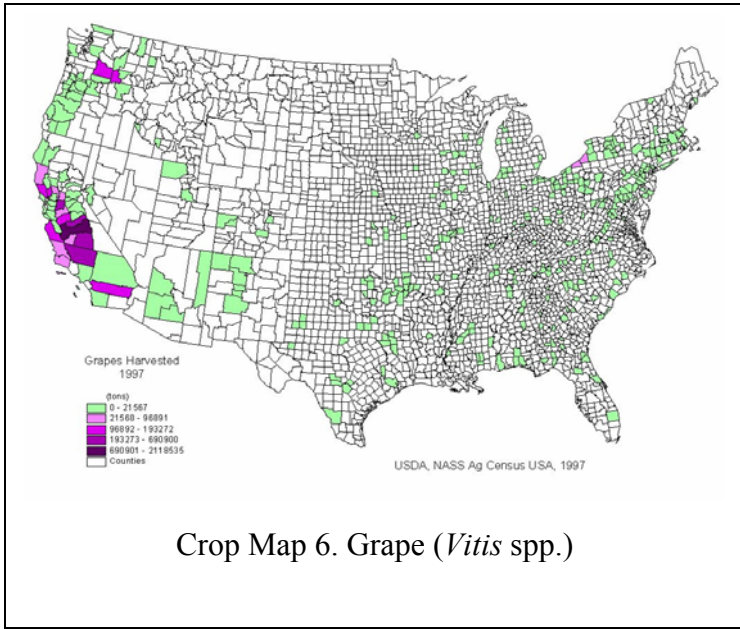 Grapes Harvested
1997
(tons)
0 - 21567
21568 - 96891
96892 - 193272
193273 - 690900
690901 - 2118535
Counties
USDA, NASS Ag Census USA, 1997
Crop Map 6. Grape (Vitis spp.)